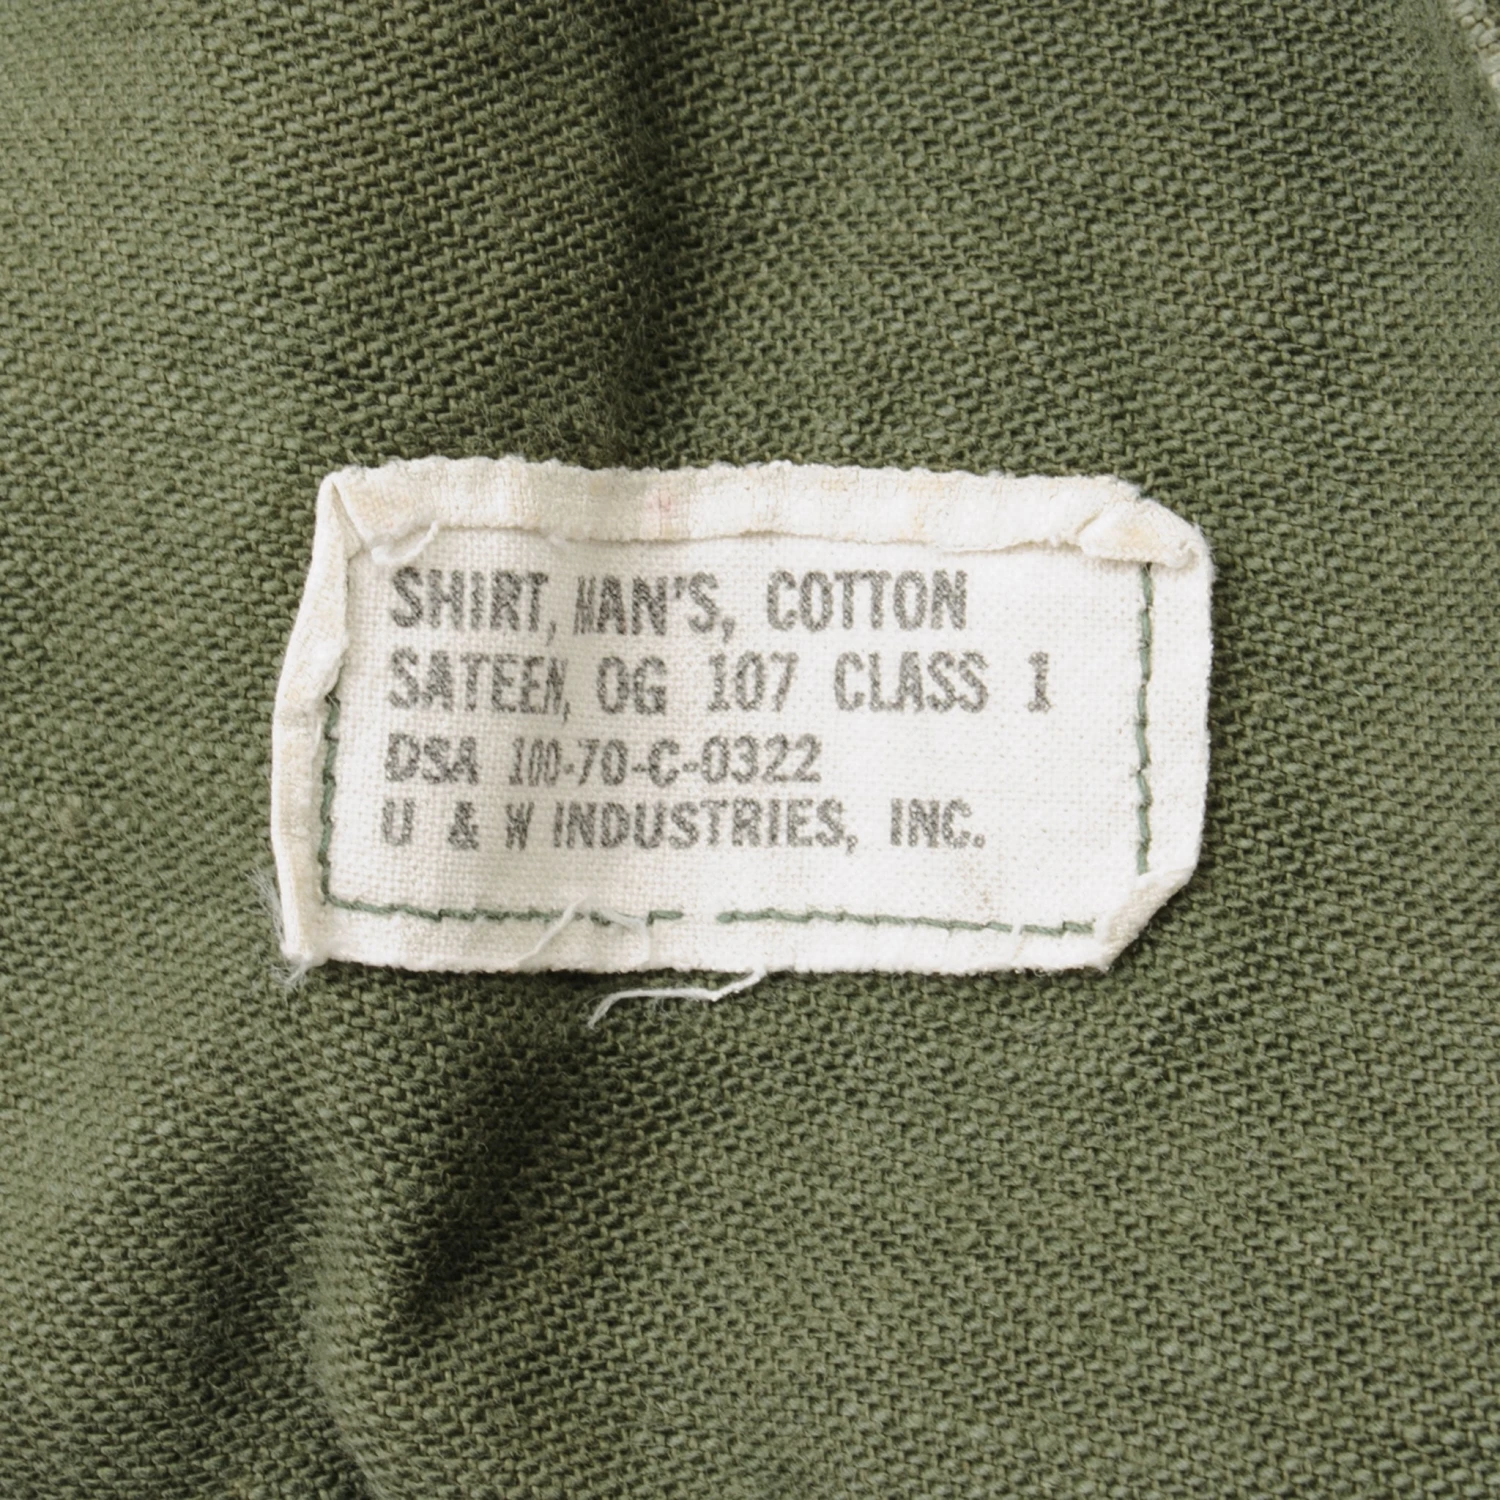 SHIRT, MAN'S, COTTON
SATEEN, OG 107 CLASS 1
DSA 100-70-C-0322
U & W INDUSTRIES, INC.